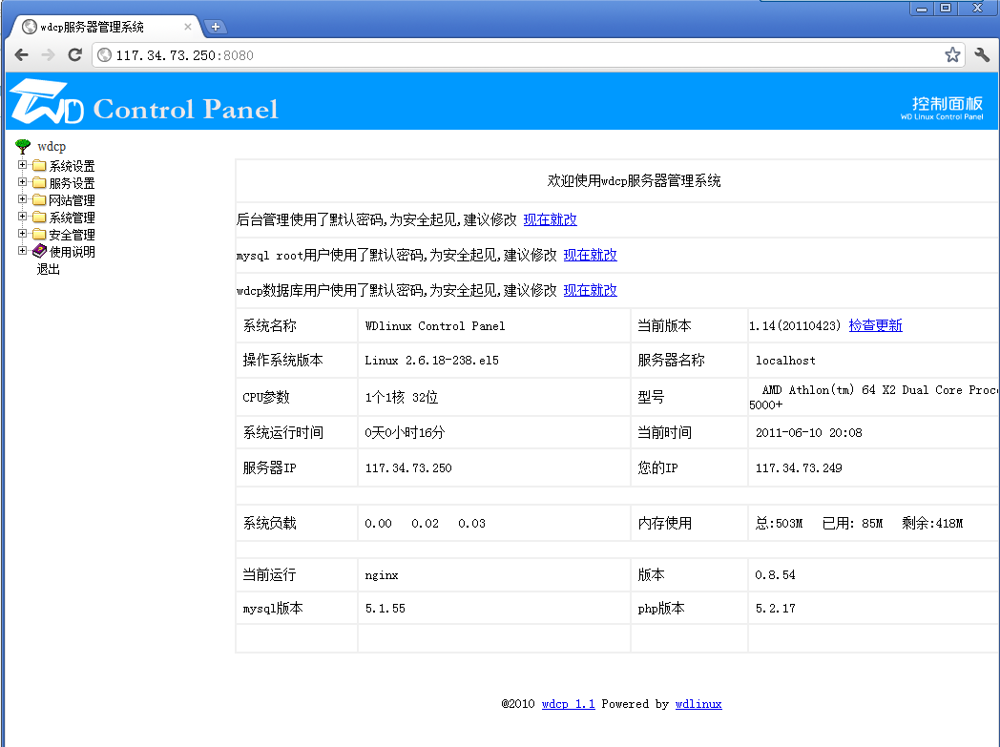 wdcp服务器管理系统
117.34.73.250:8080
WD Control Panel
控制面板
WD Linux Control Panel
wdcp
系统设置
服务设置
网站管理
系统管理
安全管理
使用说明
退出
欢迎使用wdcp服务器管理系统
后台管理使用了默认密码,为安全起见,建议修改 现在就改
mysql root用户使用了默认密码,为安全起见,建议修改 现在就改
wdcp数据库用户使用了默认密码,为安全起见,建议修改 现在就改
系统名称 WDlinux Control Panel 当前版本 1.14(20110423) 检查更新
操作系统版本 Linux 2.6.18-238.el5 服务器名称 localhost
CPU参数 1个1核 32位 型号 AMD Athlon(tm) 64 X2 Dual Core Proc
5000+
系统运行时间 0天0小时16分 当前时间 2011-06-10 20:08
服务器IP 117.34.73.250 您的IP 117.34.73.249
系统负载 0.00 0.02 0.03 内存使用 总:503M 已用: 85M 剩余:418M
当前运行 nginx 版本 0.8.54
mysql版本 5.1.55 php版本 5.2.17
@2010 wdcp 1.1 Powered by wdlinux